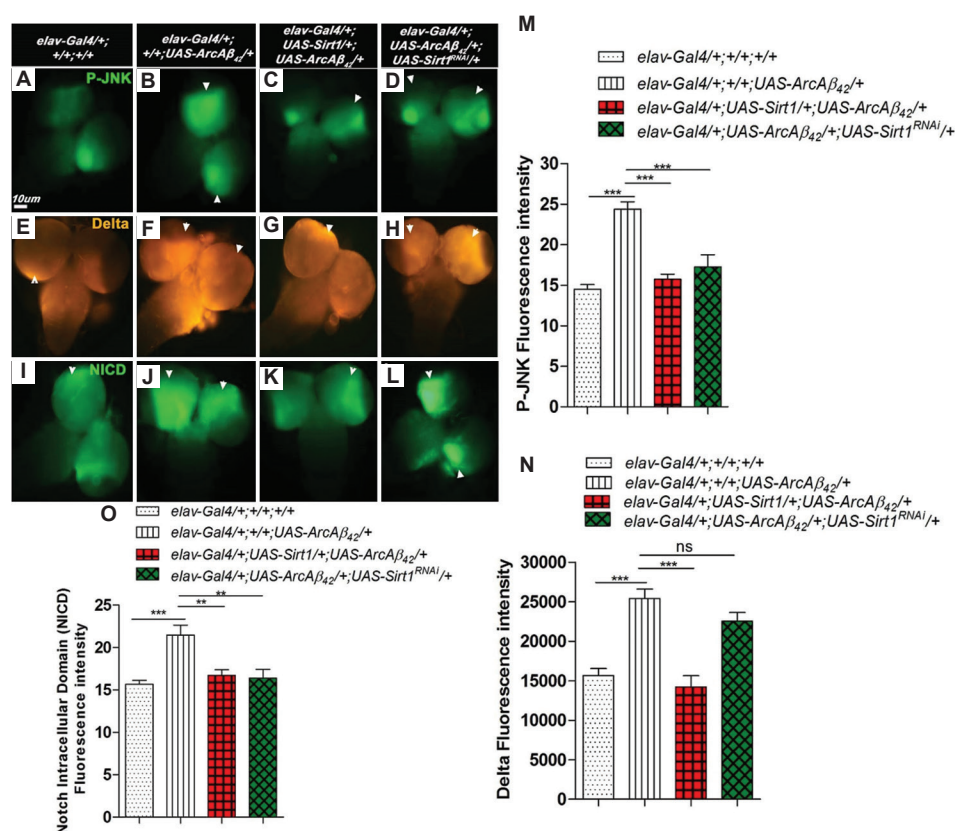 elav-Gal4/+;
+/+;+/+
elav-Gal4/+;
+/+;UAS-ArcAβ42/+
elav-Gal4/+;
UAS-Sirt1/+;
UAS-ArcAβ42/+
elav-Gal4/+;
UAS-ArcAβ42/+;
UAS-Sirt1RNAi/+
A
P-JNK
B
C
D
10um
E
Delta
F
G
H
I
NICD
J
K
L
M
elav-Gal4/+;+/+;+/+
elav-Gal4/+;+/+;UAS-ArcAβ42/+
elav-Gal4/+;UAS-Sirt1/+;UAS-ArcAβ42/+
elav-Gal4/+;UAS-ArcAβ42/+;UAS-Sirt1RNAi/+
P-JNK Fluorescence intensity
30
25
20
15
10
5
0
***
***
***
N
elav-Gal4/+;+/+;+/+
elav-Gal4/+;+/+;UAS-ArcAβ42/+
elav-Gal4/+;UAS-Sirt1/+;UAS-ArcAβ42/+
elav-Gal4/+;UAS-ArcAβ42/+;UAS-Sirt1RNAi/+
Delta Fluorescence intensity
30000
25000
20000
15000
10000
5000
0
ns
***
***
O
elav-Gal4/+;+/+;+/+
elav-Gal4/+;+/+;UAS-ArcAβ42/+
elav-Gal4/+;UAS-Sirt1/+;UAS-ArcAβ42/+
elav-Gal4/+;UAS-ArcAβ42/+;UAS-Sirt1RNAi/+
Notch Intracellular Domain (NICD)
Fluorescence intensity
25
20
15
10
5
0
**
**
***